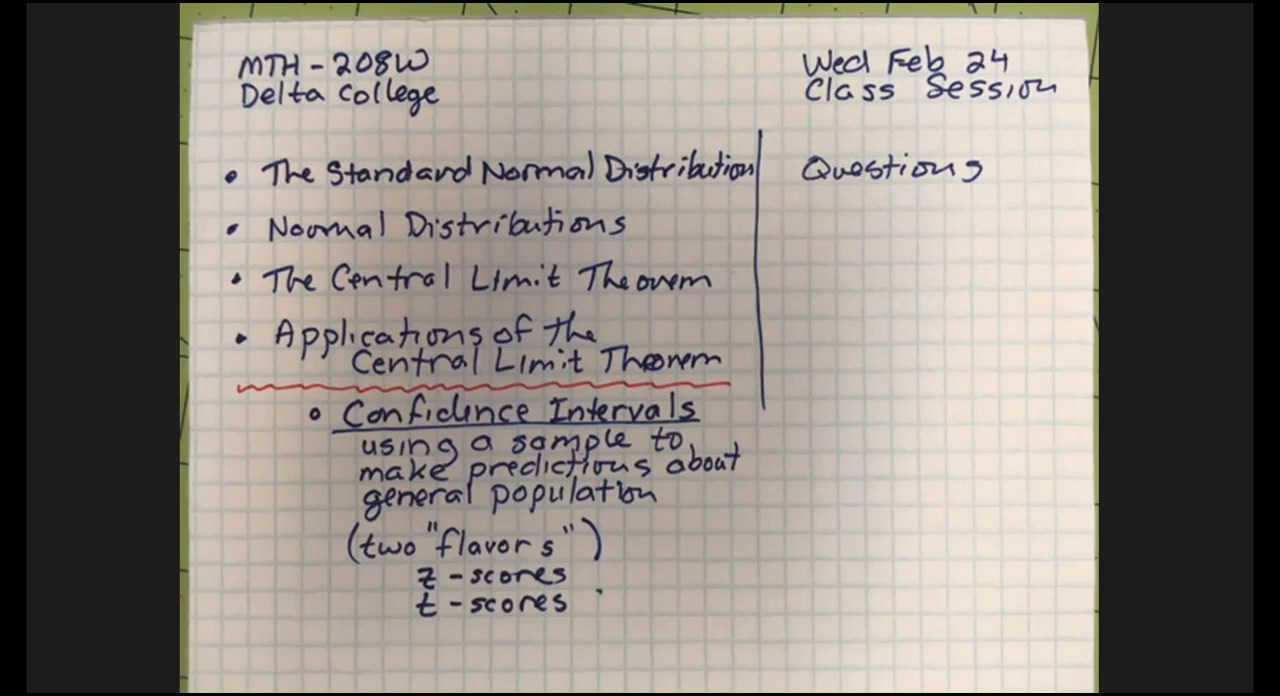 MTH - 208W
Delta College
Wed Feb 24
Class Session
• The Standard Normal Distribution
• Normal Distributions
• The Central Limit Theorem
• Applications of the
Central Limit Theorem
Questions
• Confidence Intervals
using a sample to
make predictions about
general population
(two "flavors")
z - scores
t - scores